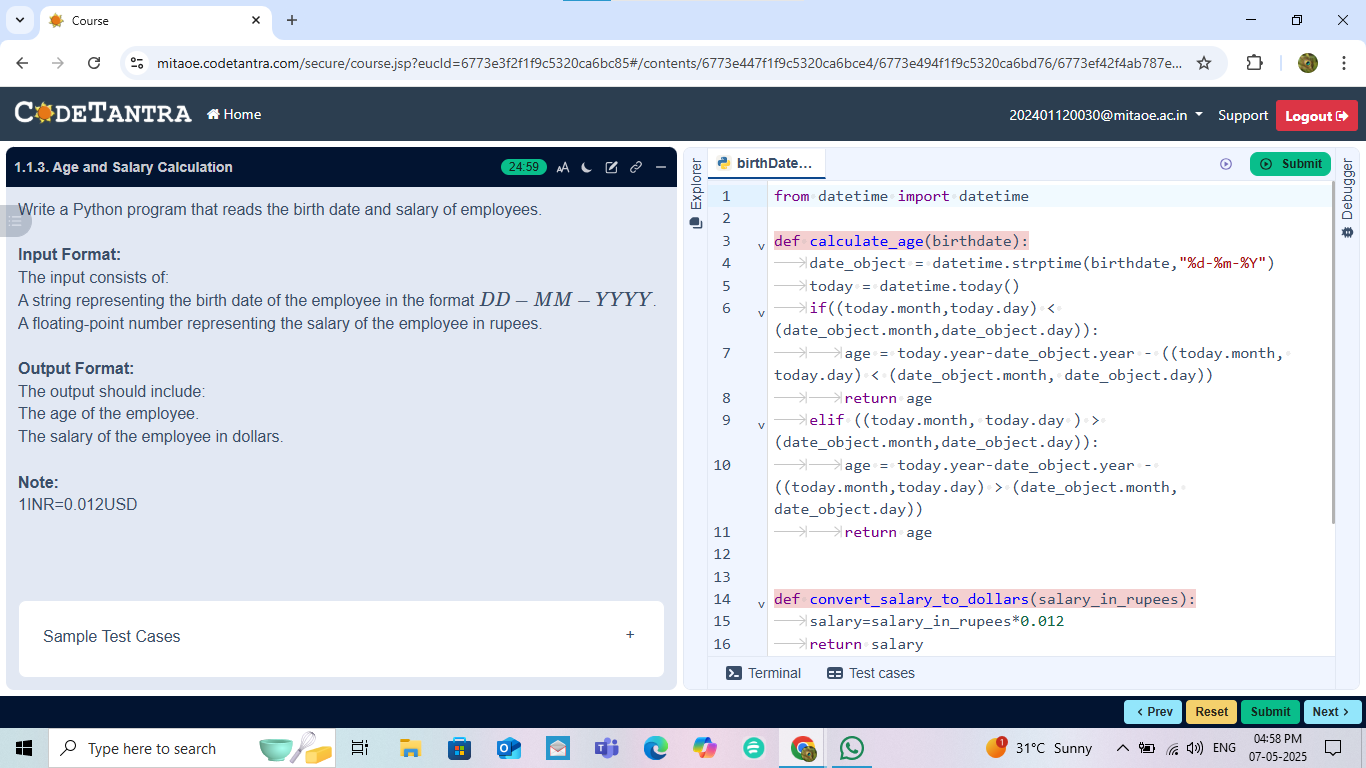 Course
mitaoe.codetantra.com/secure/course.jsp?eucId=6773e3f2f1f9c5320ca6bc85#/contents/6773e447f1f9c5320ca6bce4/6773e494f1f9c5320ca6bd76/6773ef42f4ab787e...
CODETANTRA
Home
202401120030@mitaoe.ac.in
Support
Logout
1.1.3. Age and Salary Calculation
24:59
AA
Write a Python program that reads the birth date and salary of employees.
Input Format:
The input consists of:
A string representing the birth date of the employee in the format DD − MM − YYYY.
A floating-point number representing the salary of the employee in rupees.
Output Format:
The output should include:
The age of the employee.
The salary of the employee in dollars.
Note:
1INR=0.012USD
Sample Test Cases
+
Explorer
birthDate...
Submit
Debugger
1 from datetime import datetime
2
3 def calculate_age(birthdate):
4 date_object = datetime.strptime(birthdate,"%d-%m-%Y")
5 today = datetime.today()
6 if((today.month,today.day) <
(date_object.month,date_object.day)):
7 age = today.year-date_object.year - ((today.month,
today.day) < (date_object.month, date_object.day))
8 return age
9 elif ((today.month, today.day ) >
(date_object.month,date_object.day)):
10 age = today.year-date_object.year -
((today.month,today.day) > (date_object.month,
date_object.day))
11 return age
12
13
14 def convert_salary_to_dollars(salary_in_rupees):
15 salary=salary_in_rupees*0.012
16 return salary
Terminal
Test cases
< Prev
Reset
Submit
Next >
Type here to search
1
31°C Sunny
ENG
04:58 PM
07-05-2025